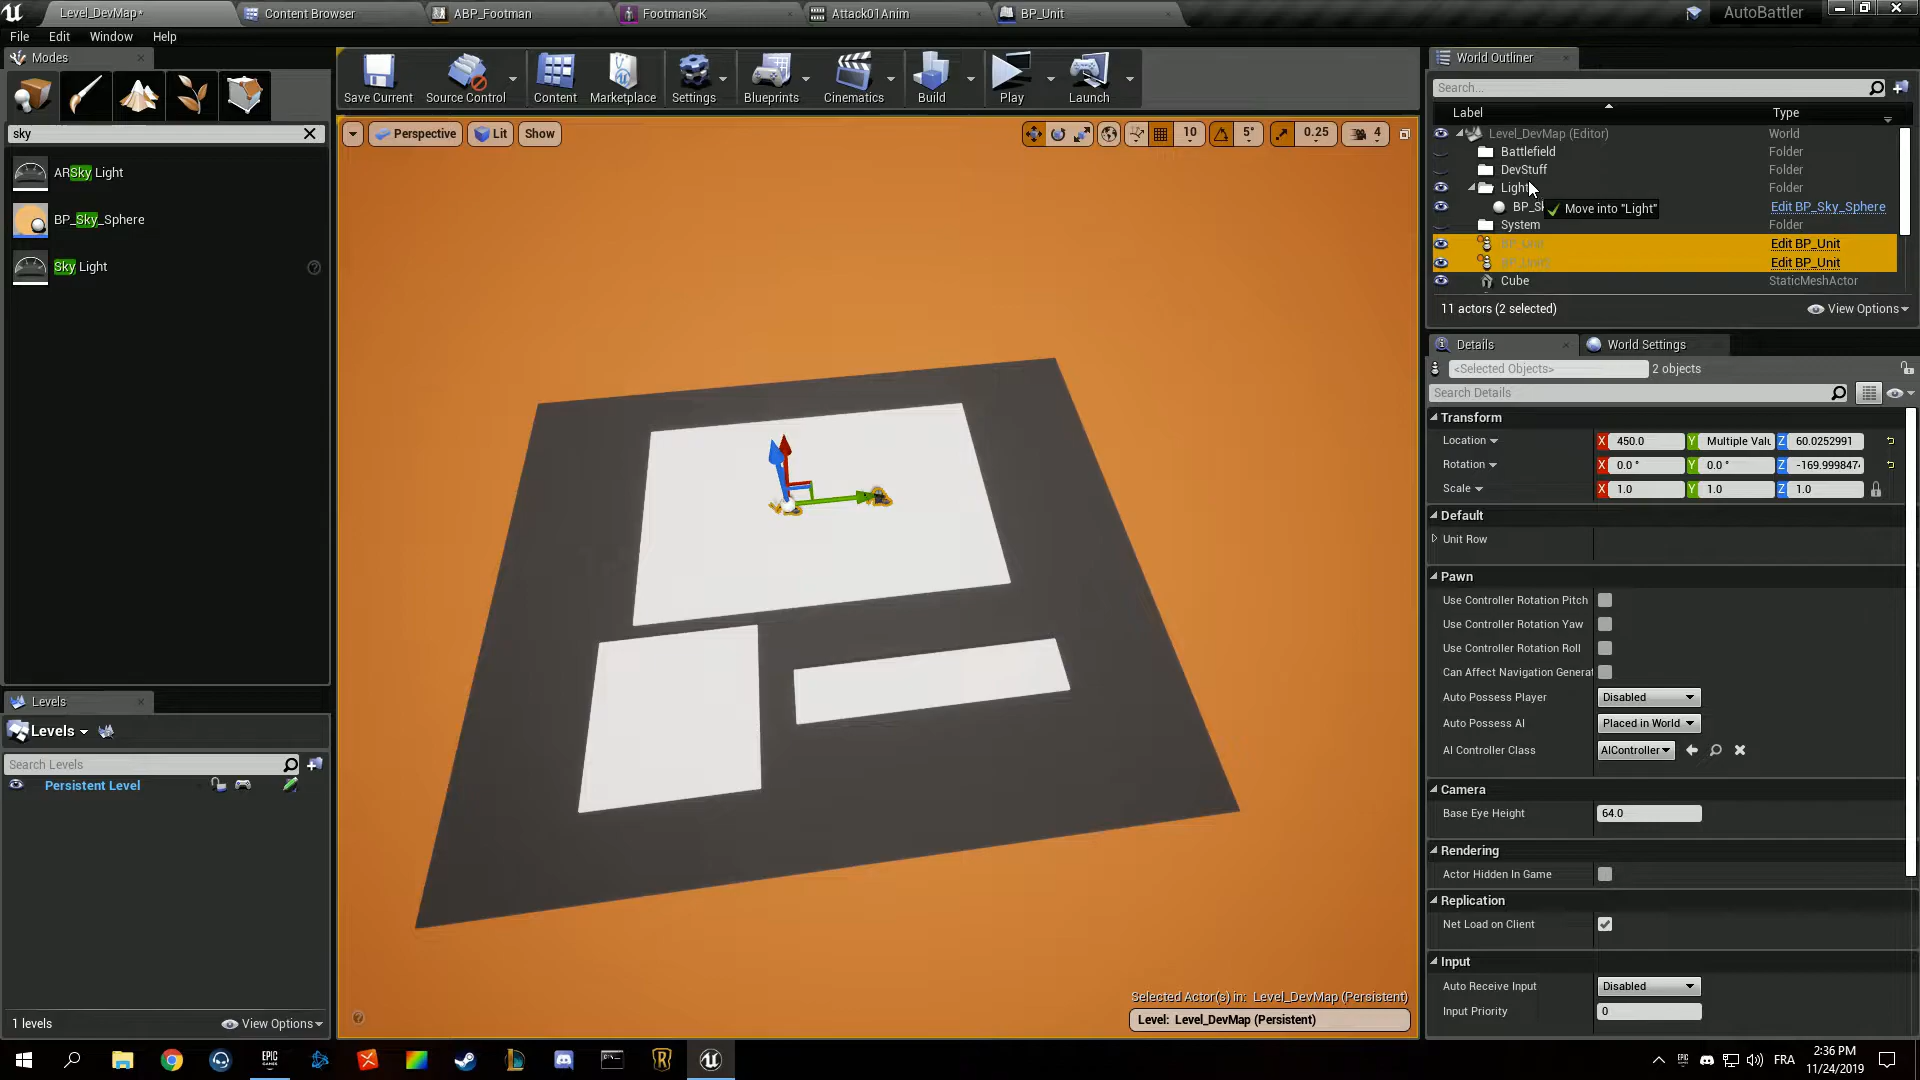 Level_DevMap*
Content Browser
ABP_Footman
FootmanSK
Attack01Anim
BP_Unit
AutoBattler
File
Edit
Window
Help
Modes
sky
ARSky Light
BP_Sky_Sphere
Sky Light
Save Current
Source Control
Content
Marketplace
Settings
Blueprints
Cinematics
Build
Play
Launch
Perspective
Lit
Show
10
5°
0.25
4
World Outliner
Search...
Label
Type
Level_DevMap (Editor)
World
Battlefield
Folder
DevStuff
Folder
Light
Folder
BP_Sk
Edit BP_Sky_Sphere
Move into "Light"
System
Folder
BP_Unit
Edit BP_Unit
Edit BP_Unit
Cube
StaticMeshActor
11 actors (2 selected)
View Options
Details
World Settings
<Selected Objects>
2 objects
Search Details
Transform
Location
X 450.0
Y Multiple Valu
Z 60.0252991
Rotation
X 0.0 °
Y 0.0 °
Z -169.999847
Scale
X 1.0
Y 1.0
Z 1.0
Default
Unit Row
Pawn
Use Controller Rotation Pitch
Use Controller Rotation Yaw
Use Controller Rotation Roll
Can Affect Navigation Generat
Auto Possess Player
Disabled
Auto Possess AI
Placed in World
AI Controller Class
AIController
Camera
Base Eye Height
64.0
Rendering
Actor Hidden In Game
Replication
Net Load on Client
Input
Auto Receive Input
Disabled
Input Priority
0
Levels
Levels
Search Levels
Persistent Level
1 levels
View Options
Selected Actor(s) in: Level_DevMap (Persistent)
Level: Level_DevMap (Persistent)
EPIC
GAMES
FRA
2:36 PM
11/24/2019